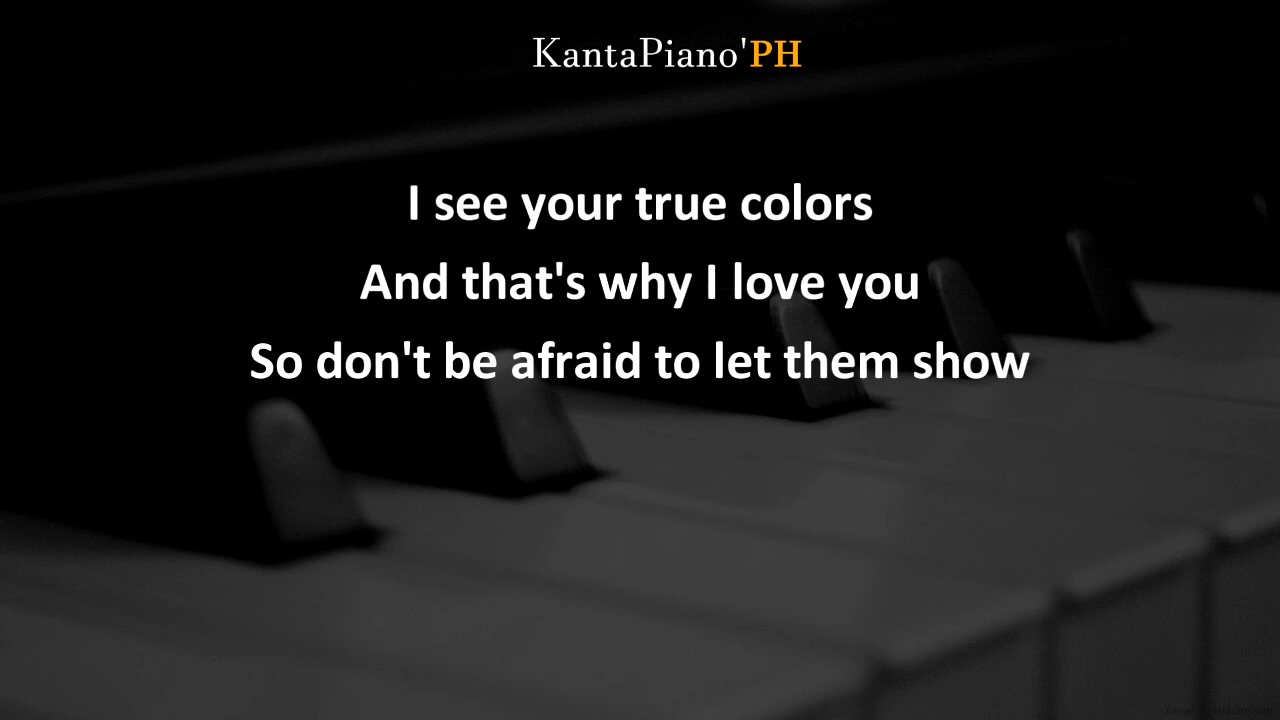 KantaPiano'PH
I see your true colors
And that's why I love you
So don't be afraid to let them show